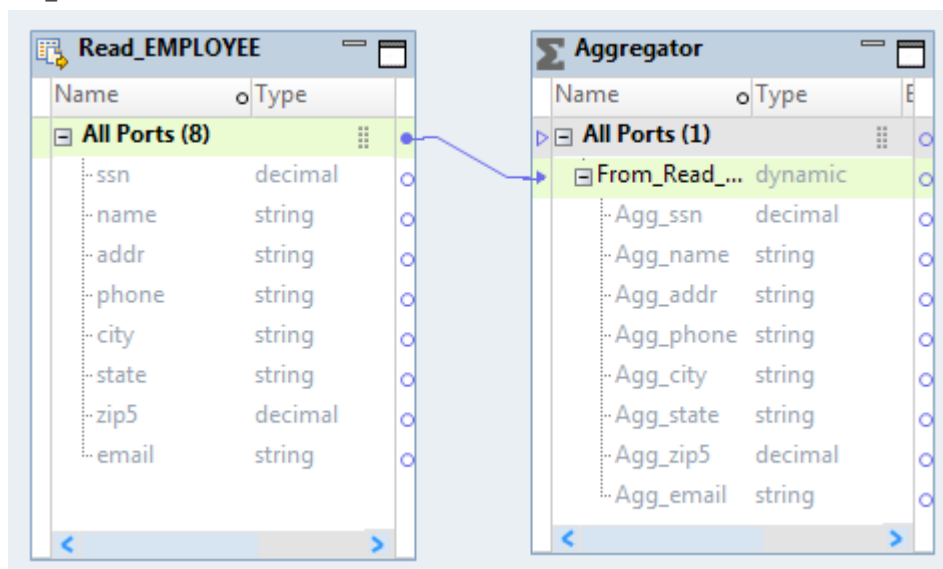 Read_EMPLOYEE
Name Type
All Ports (8)
ssn decimal
name string
addr string
phone string
city string
state string
zip5 decimal
email string
Aggregator
Name Type E
All Ports (1)
From_Read_... dynamic
Agg_ssn decimal
Agg_name string
Agg_addr string
Agg_phone string
Agg_city string
Agg_state string
Agg_zip5 decimal
Agg_email string